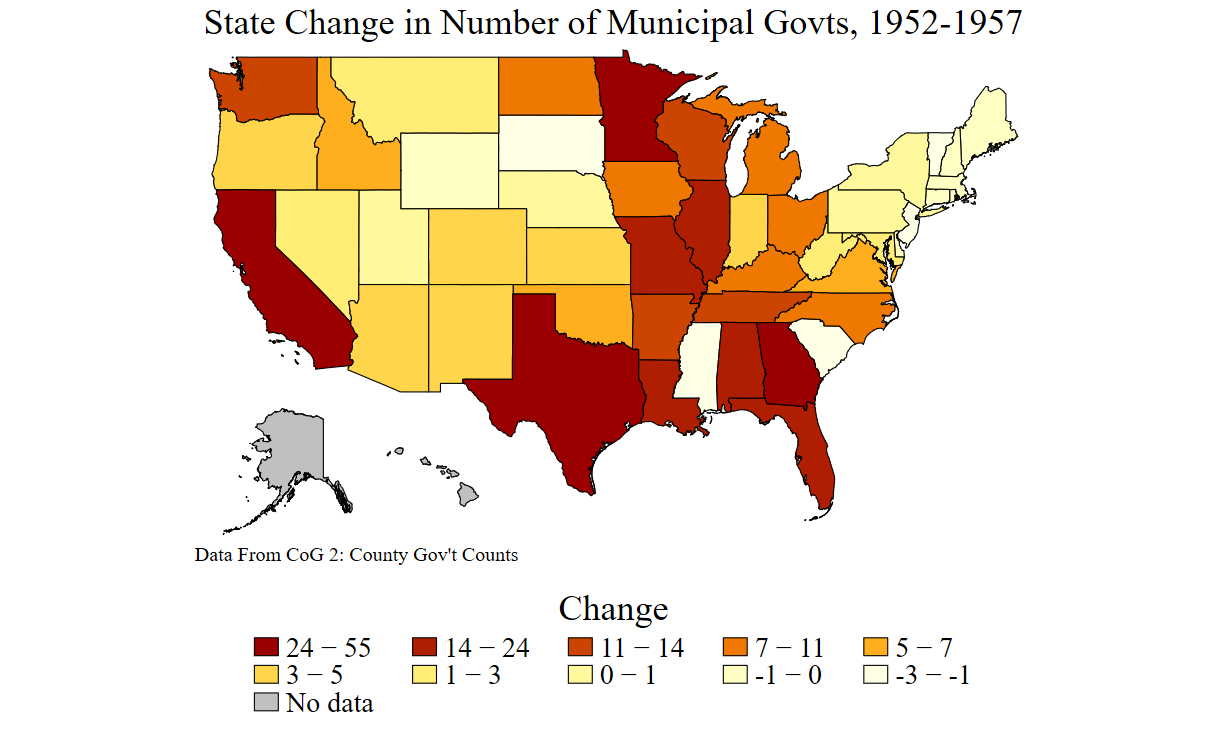 State Change in Number of Municipal Govts, 1952-1957
Data From CoG 2: County Gov't Counts
Change
24 − 55 14 − 24 11 − 14 7 − 11 5 − 7
3 − 5 1 − 3 0 − 1 -1 − 0 -3 − -1
No data